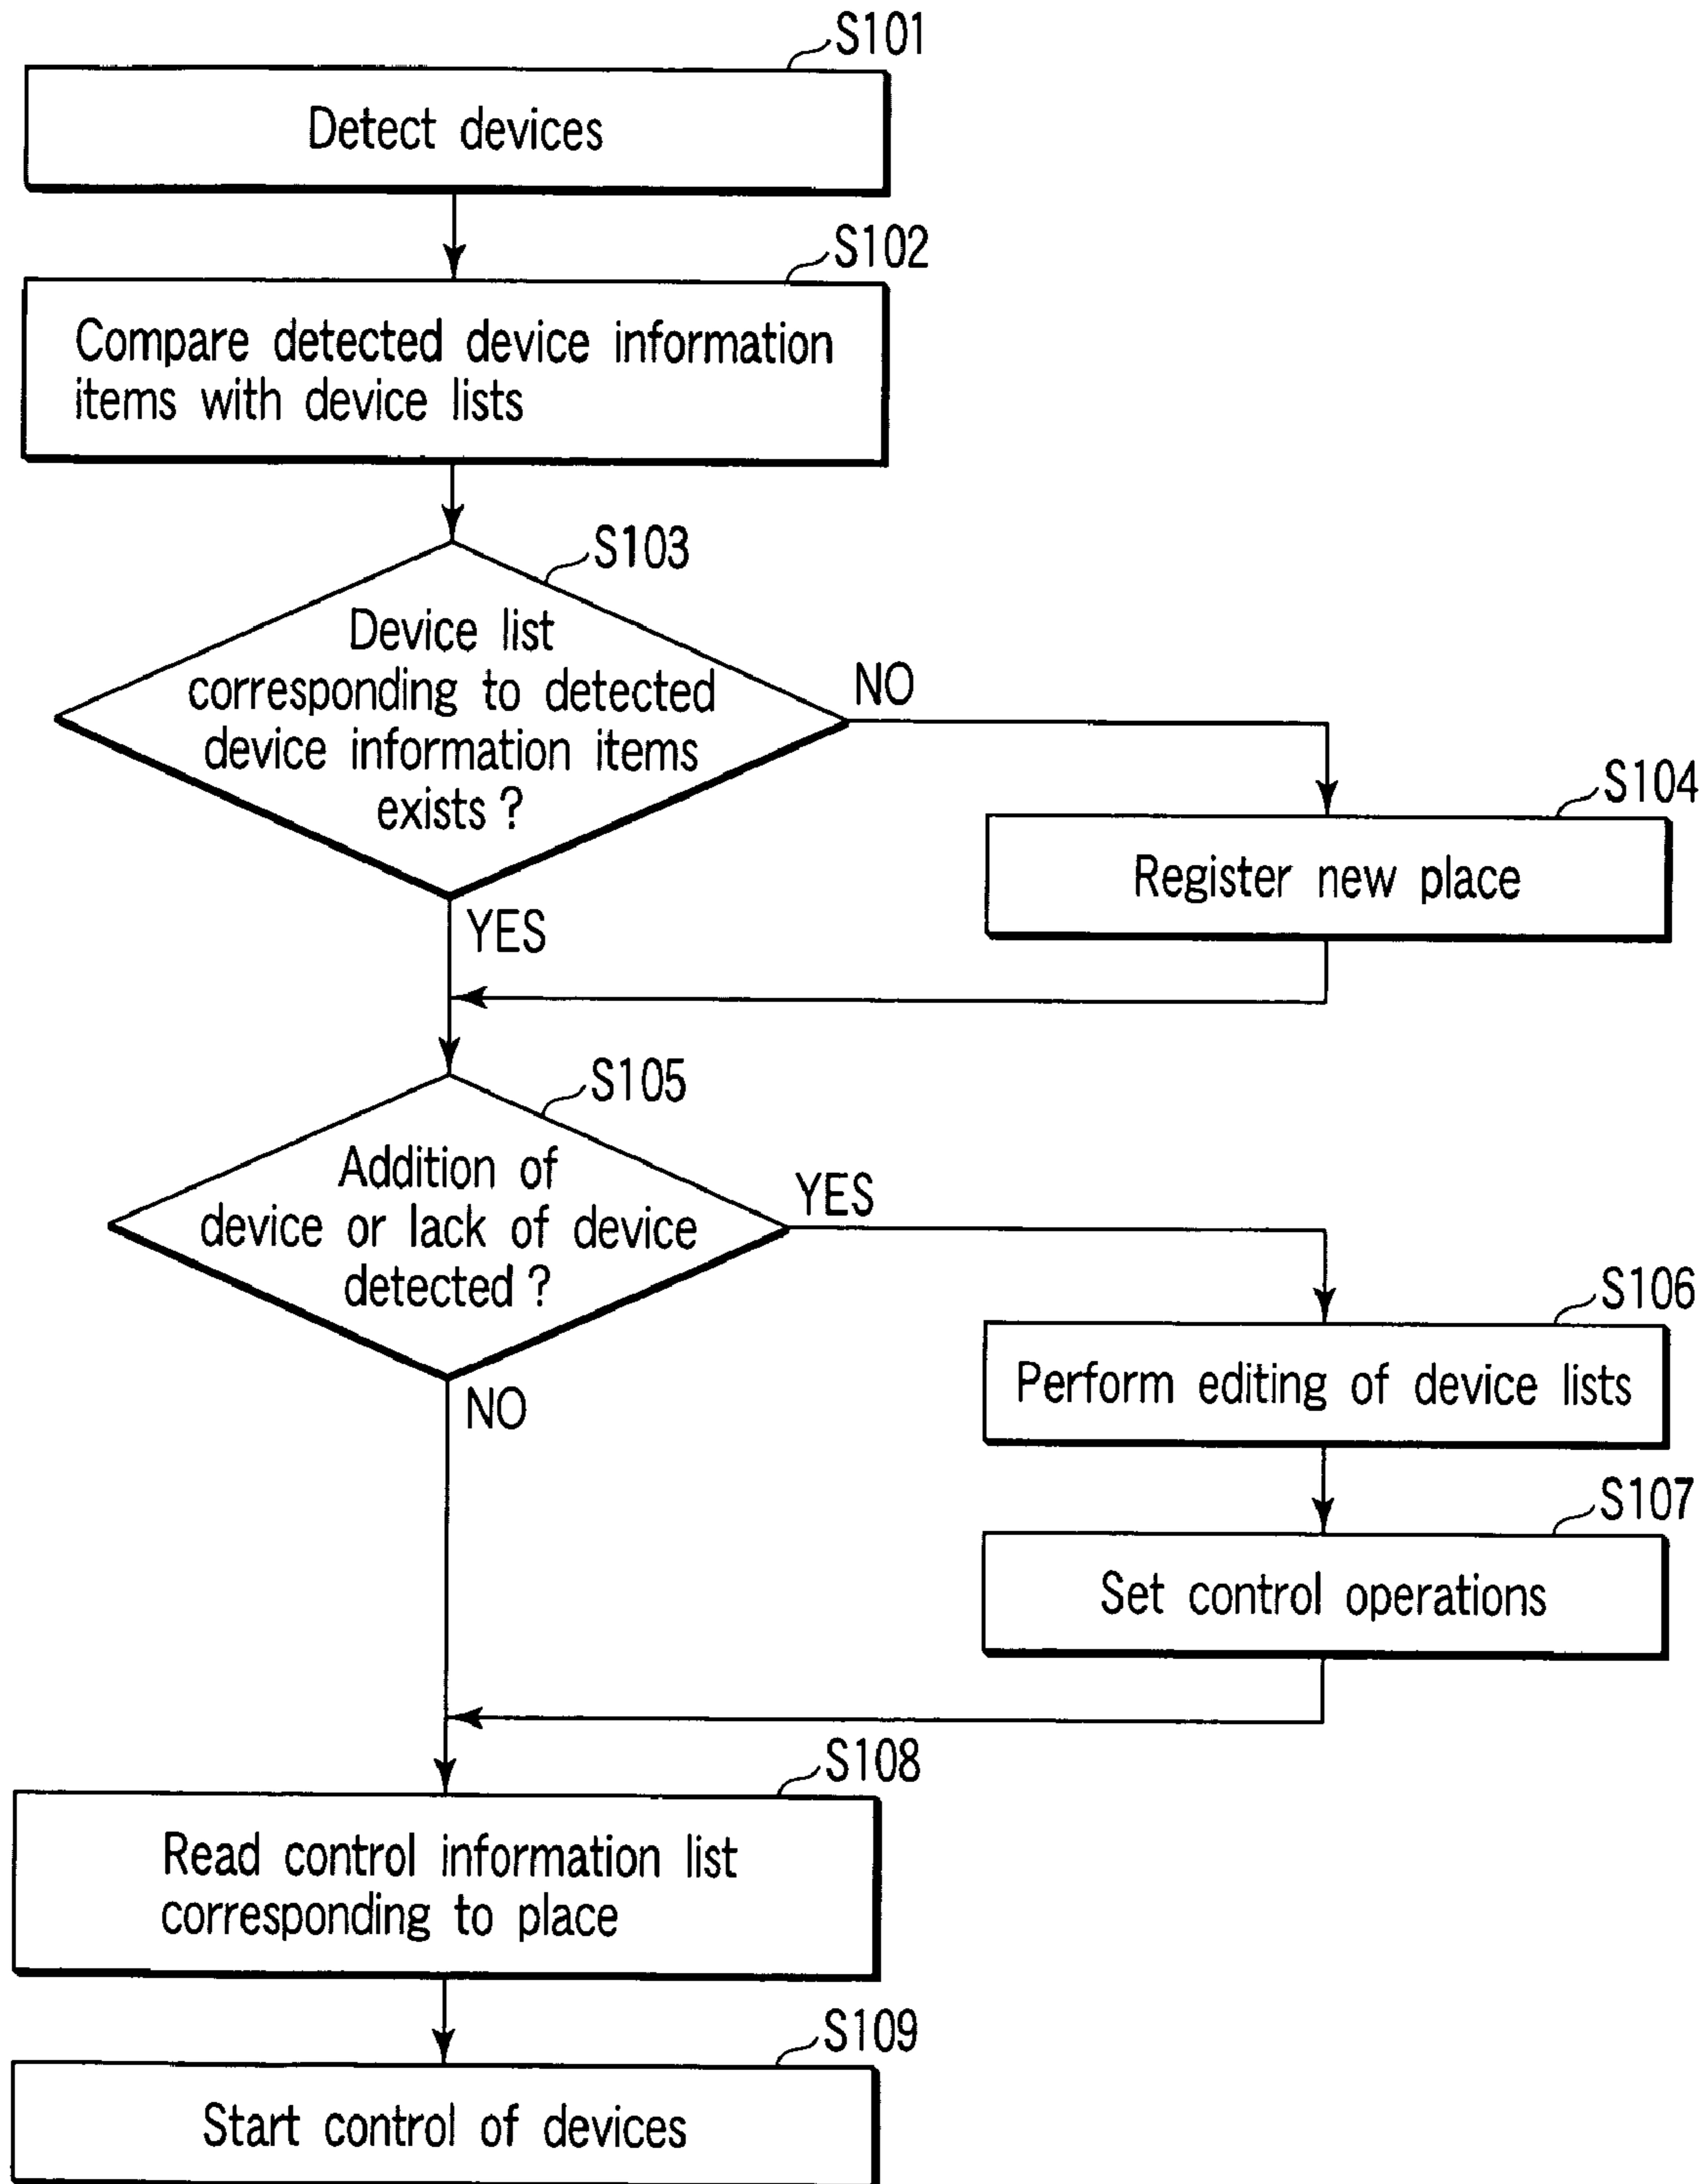 S101
Detect devices
S102
Compare detected device information
items with device lists
S103
Device list
corresponding to detected
device information items
exists ?
NO
S104
Register new place
YES
S105
Addition of
device or lack of device
detected ?
YES
S106
Perform editing of device lists
NO
S107
Set control operations
S108
Read control information list
corresponding to place
S109
Start control of devices